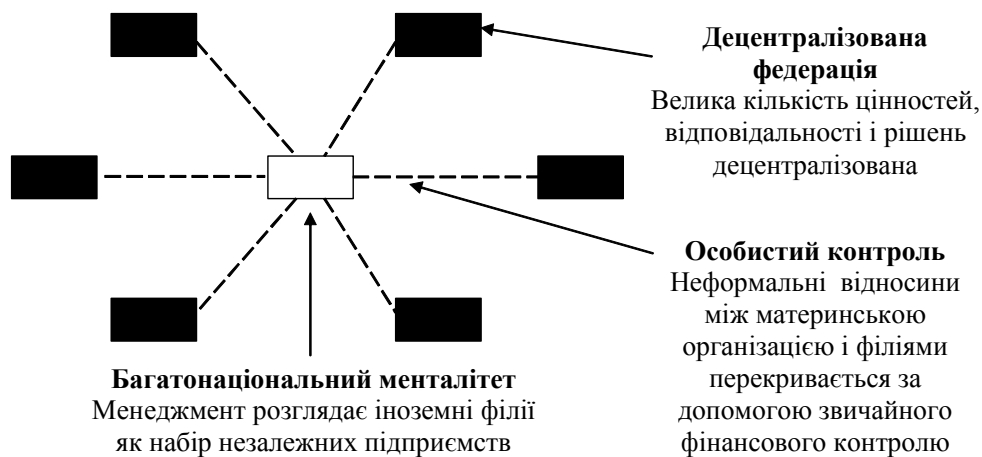 Децентралізована
федерація
Велика кількість цінностей,
відповідальності і рішень
децентралізована
Особистий контроль
Неформальні відносини
між материнською
організацією і філіями
перекривається за
допомогою звичайного
фінансового контролю
Багатонаціональний менталітет
Менеджмент розглядає іноземні філії
як набір незалежних підприємств